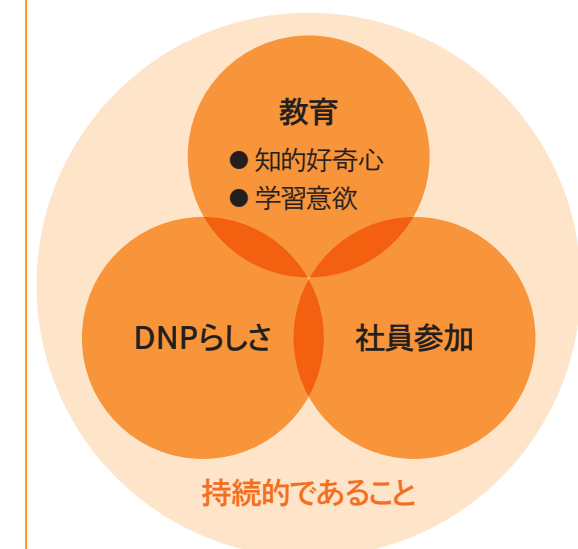 教育
● 知的好奇心
● 学習意欲
DNPらしさ
社員参加
持続的であること